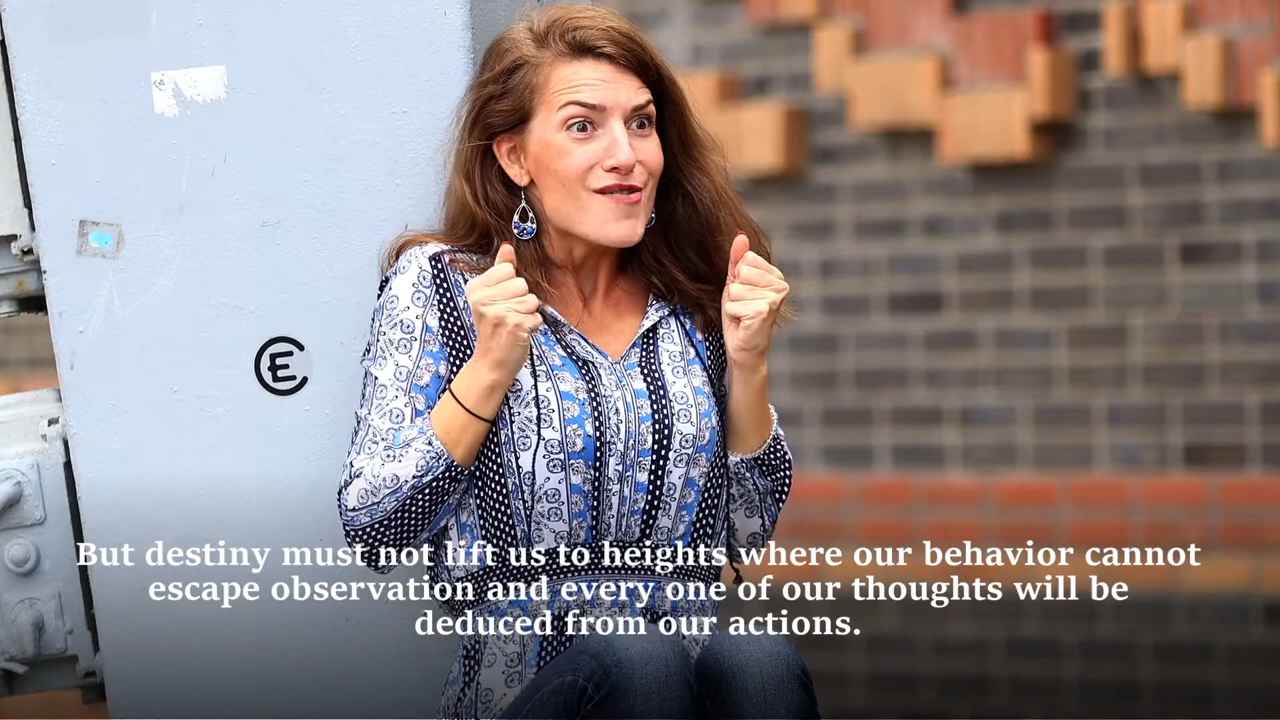 E
But destiny must not lift us to heights where our behavior cannot
escape observation and every one of our thoughts will be
deduced from our actions.